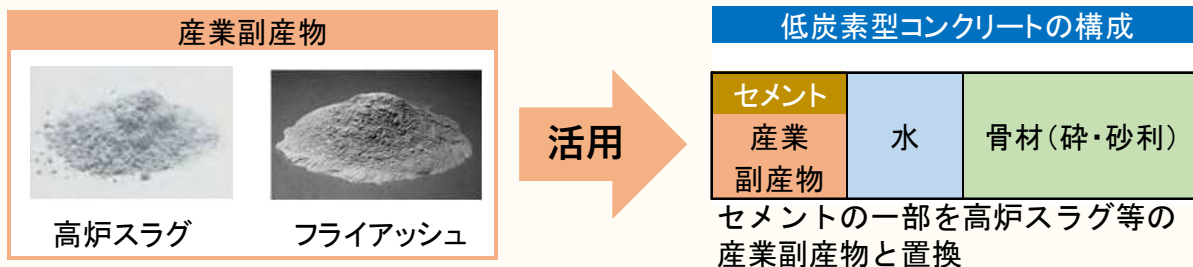 産業副産物
高炉スラグ
フライアッシュ
活用
低炭素型コンクリートの構成
セメント
産業
副産物
水
骨材(砕・砂利)
セメントの一部を高炉スラグ等の
産業副産物と置換